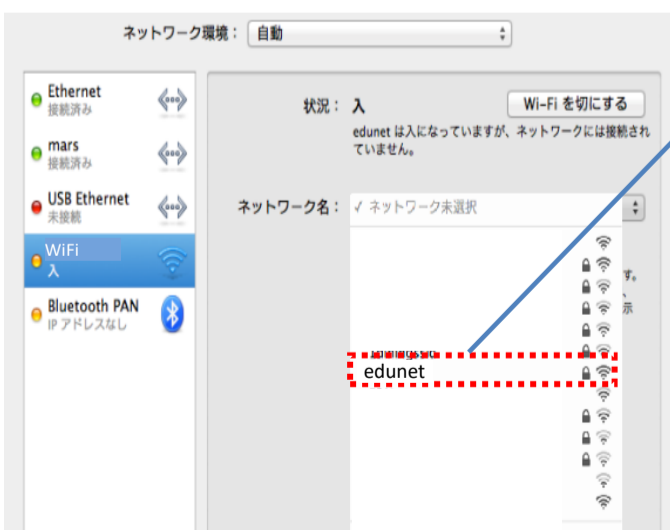 ネットワーク環境： 自動
Ethernet
接続済み
mars
接続済み
USB Ethernet
未接続
WiFi
入
Bluetooth PAN
IP アドレスなし
状況： 入
Wi-Fi を切にする
edunet は入になっていますが、ネットワークには接続され
ていません。
ネットワーク名： ✓ ネットワーク未選択
す。
、
示
edunet